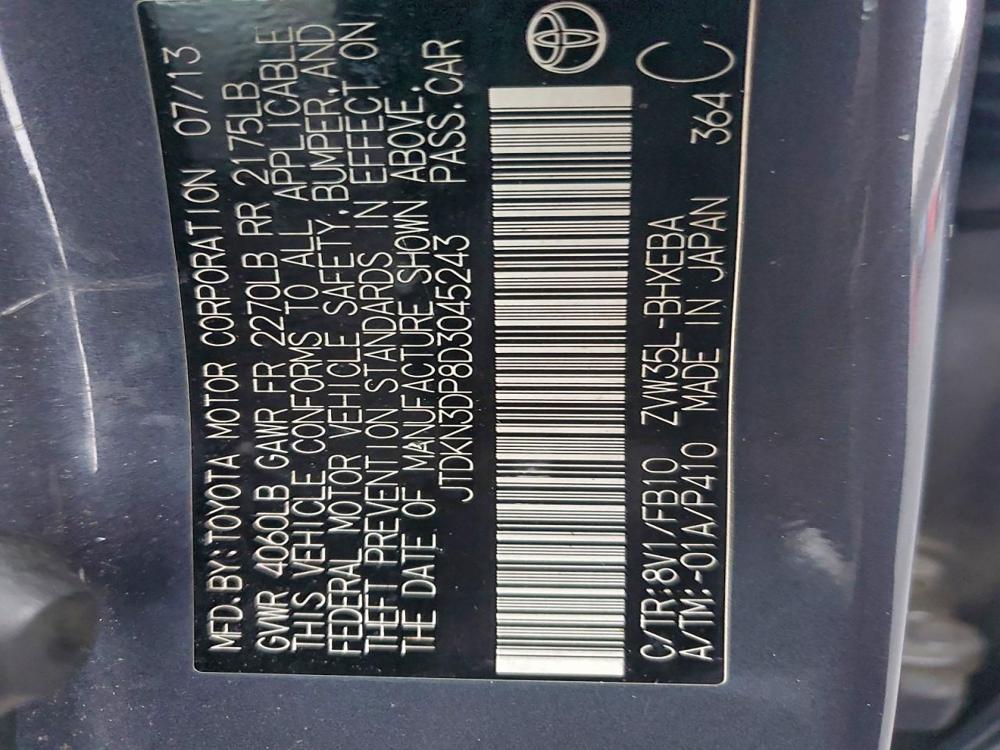 MFD.BY:TOYOTA MOTOR CORPORATION 07/13
GVWR 4060LB GAWR FR 2270LB RR 2175LB
THIS VEHICLE CONFORMS TO ALL APPLICABLE
FEDERAL MOTOR VEHICLE SAFETY, BUMPER, AND
THEFT PREVENTION STANDARDS IN EFFECT ON
THE DATE OF MANUFACTURE SHOWN ABOVE.
JTDKN3DP8D3045243 PASS.CAR
C/TR:8V1/FB10 ZVW35L-BHXEBA C
A/TM:-01A/P410 MADE IN JAPAN 364